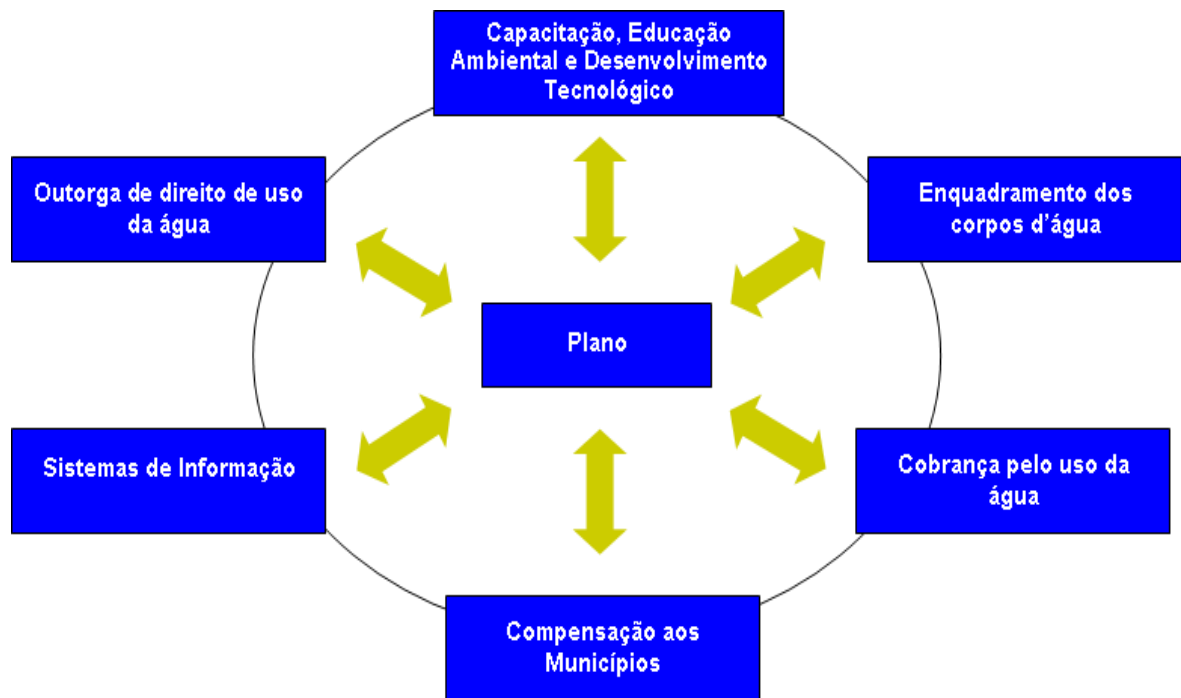 Capacitação, Educação
Ambiental e Desenvolvimento
Tecnológico
Outorga de direito de uso
da água
Enquadramento dos
corpos d'água
Plano
Sistemas de Informação
Cobrança pelo uso da
água
Compensação aos
Municípios